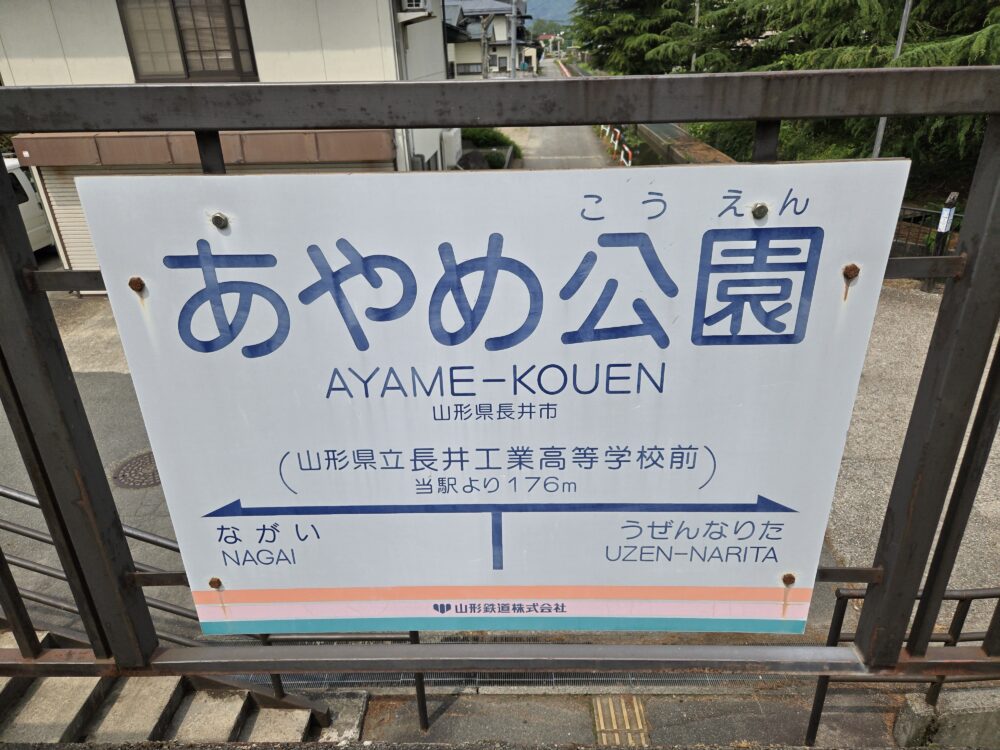 こうえん
あやめ公園
AYAME-KOUEN
山形県長井市
(山形県立長井工業高等学校前)
当駅より176m
ながい うぜんなりた
NAGAI UZEN-NARITA
山形鉄道株式会社